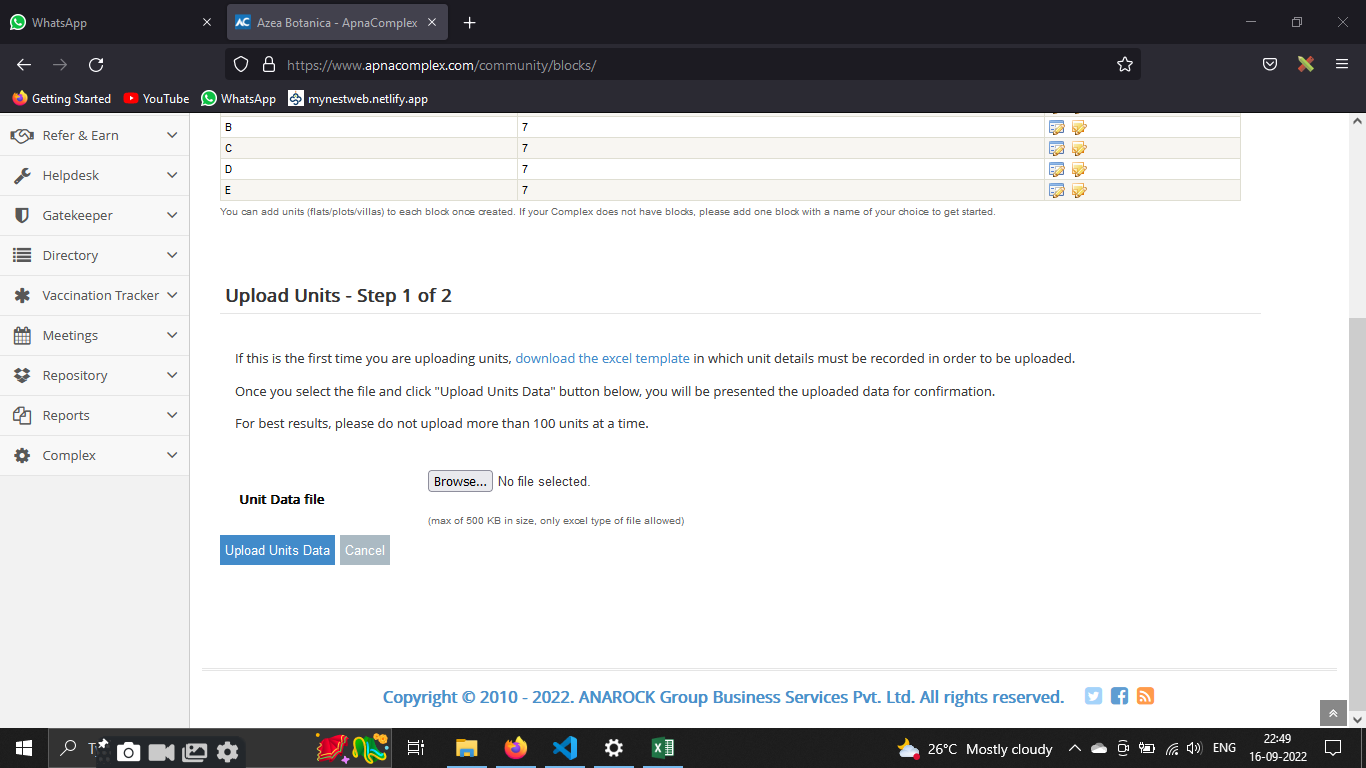 WhatsApp
Azea Botanica - ApnaComplex
https://www.apnacomplex.com/community/blocks/
Getting Started
YouTube
WhatsApp
mynestweb.netlify.app
Refer & Earn
Helpdesk
Gatekeeper
Directory
Vaccination Tracker
Meetings
Repository
Reports
Complex
B 7
C 7
D 7
E 7
You can add units (flats/plots/villas) to each block once created. If your Complex does not have blocks, please add one block with a name of your choice to get started.
Upload Units - Step 1 of 2
If this is the first time you are uploading units, download the excel template in which unit details must be recorded in order to be uploaded.
Once you select the file and click "Upload Units Data" button below, you will be presented the uploaded data for confirmation.
For best results, please do not upload more than 100 units at a time.
Unit Data file
Browse... No file selected.
(max of 500 KB in size, only excel type of file allowed)
Upload Units Data
Cancel
Copyright © 2010 - 2022. ANAROCK Group Business Services Pvt. Ltd. All rights reserved.
26°C Mostly cloudy
ENG
22:49
16-09-2022